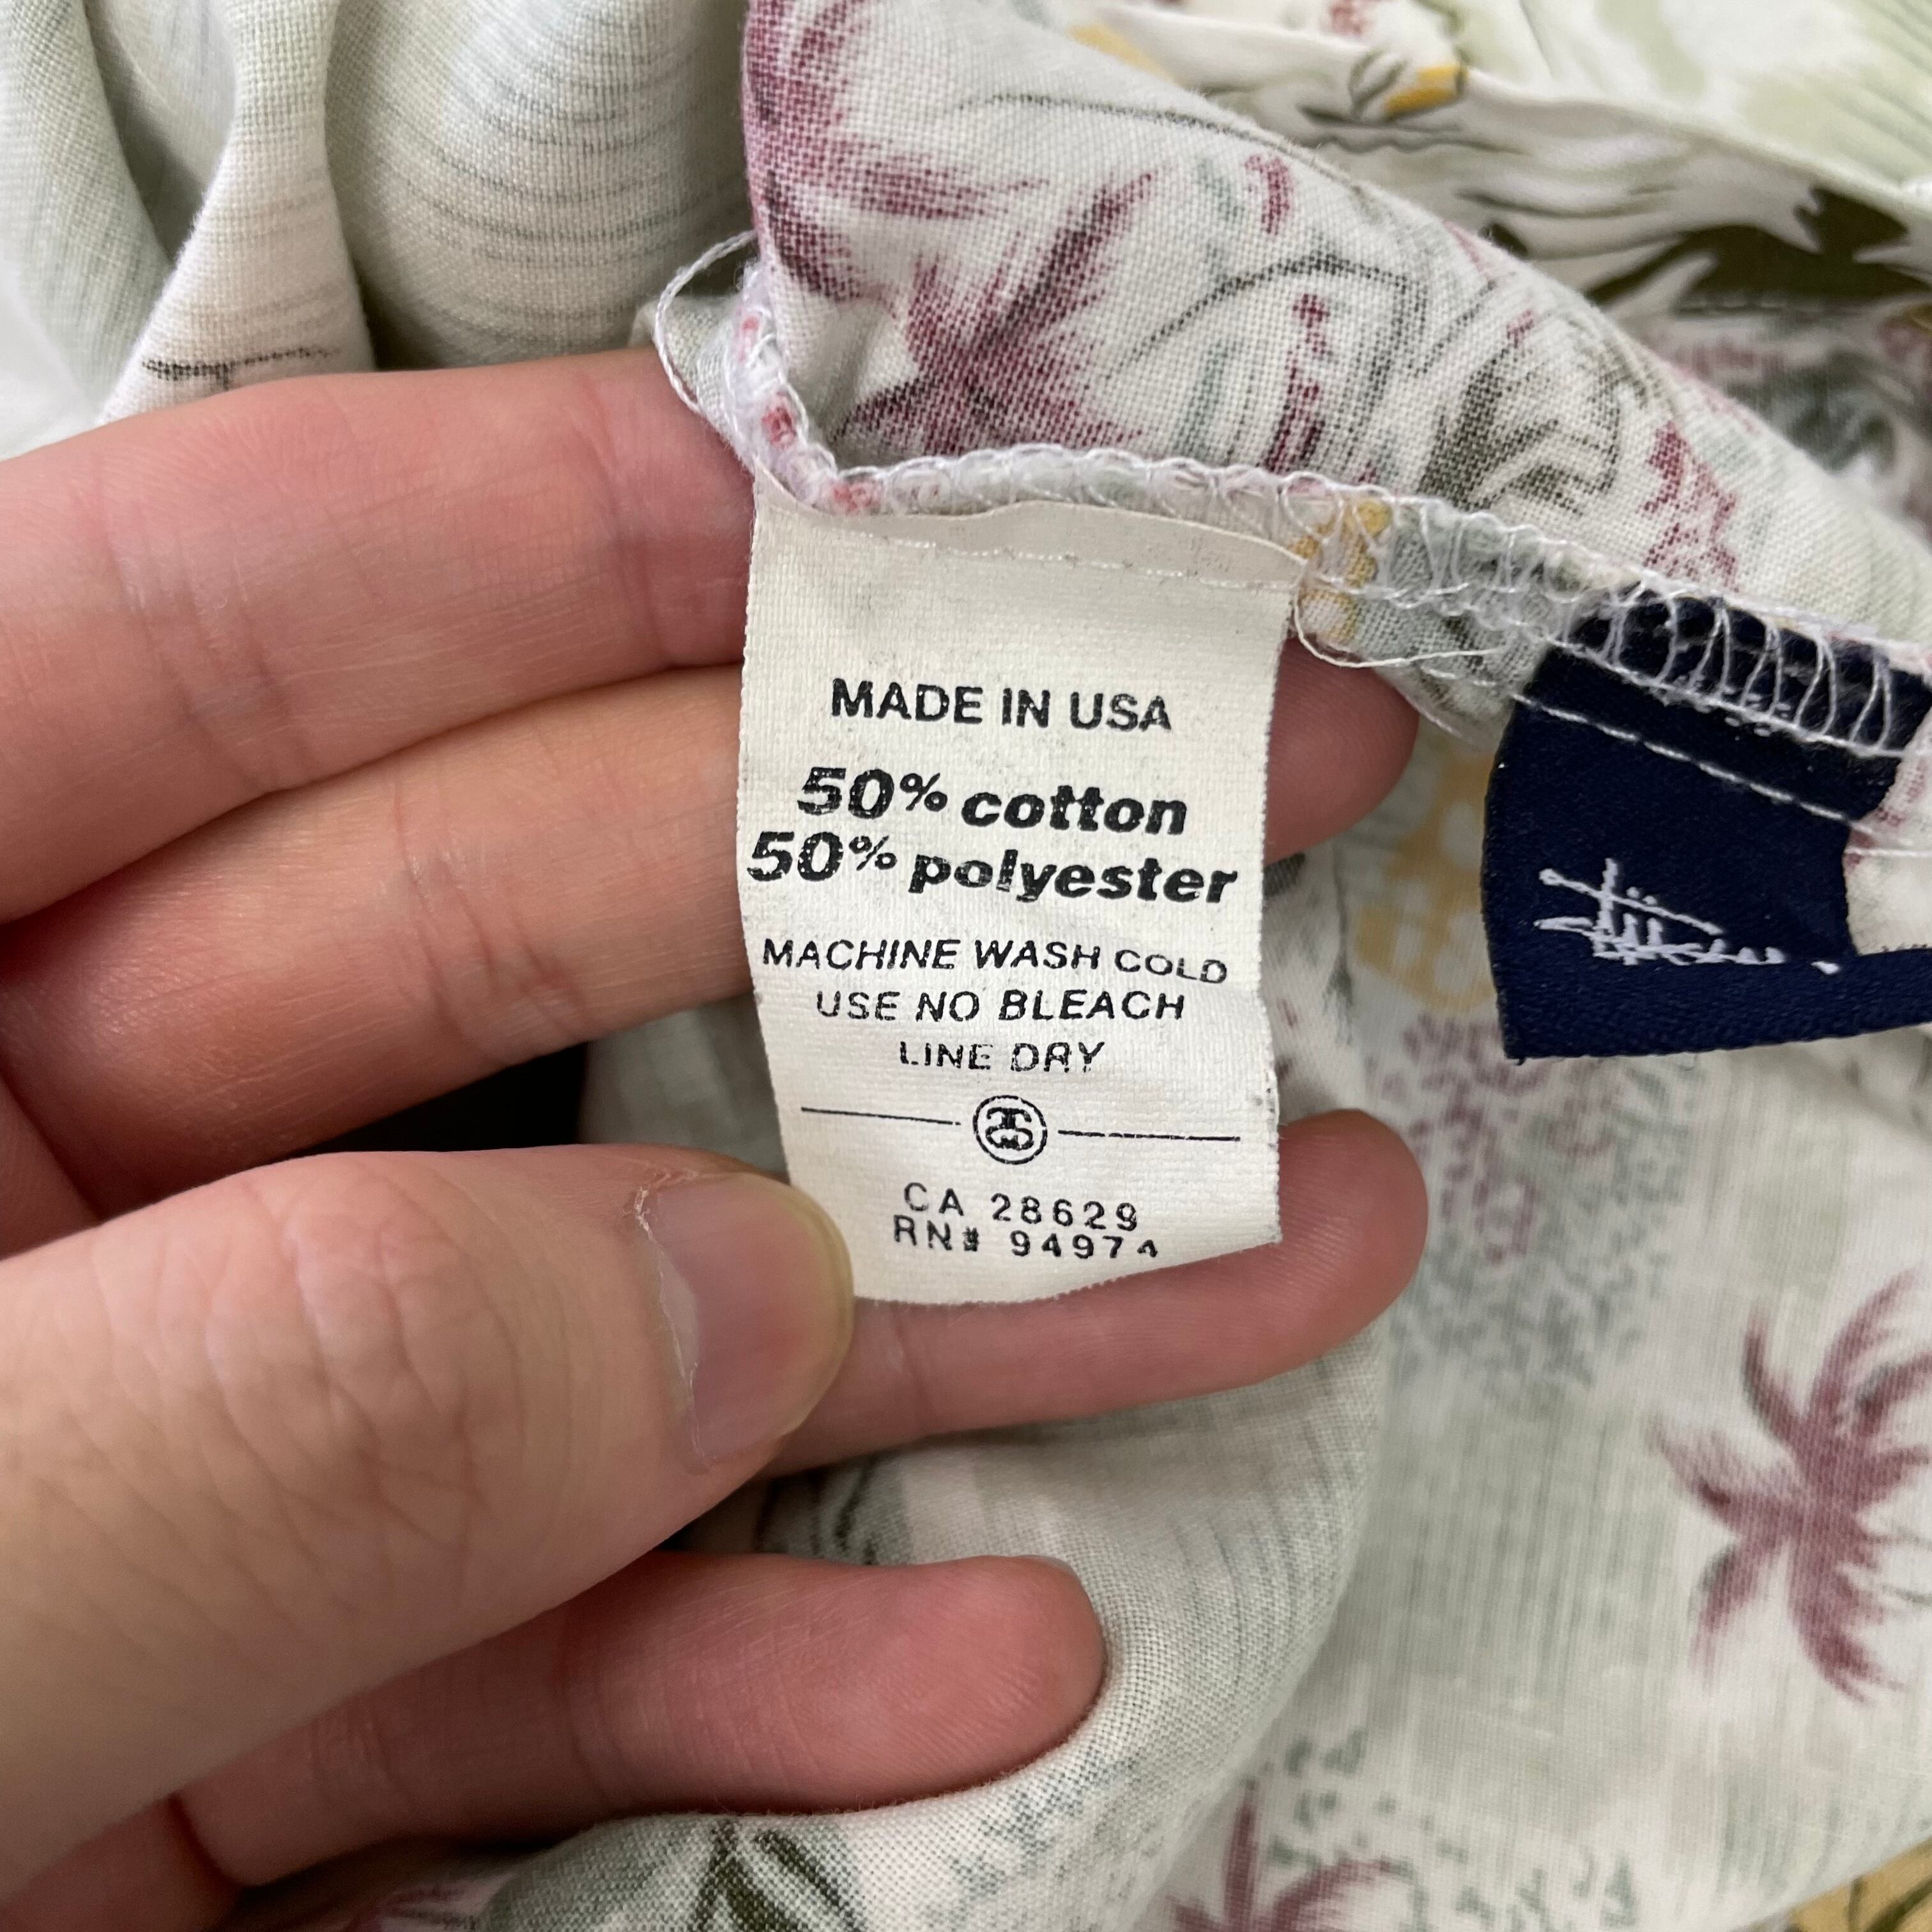 MADE IN USA
50% cotton
50% polyester
MACHINE WASH COLD
USE NO BLEACH
LINE DRY
CA 28629
RN# 94974